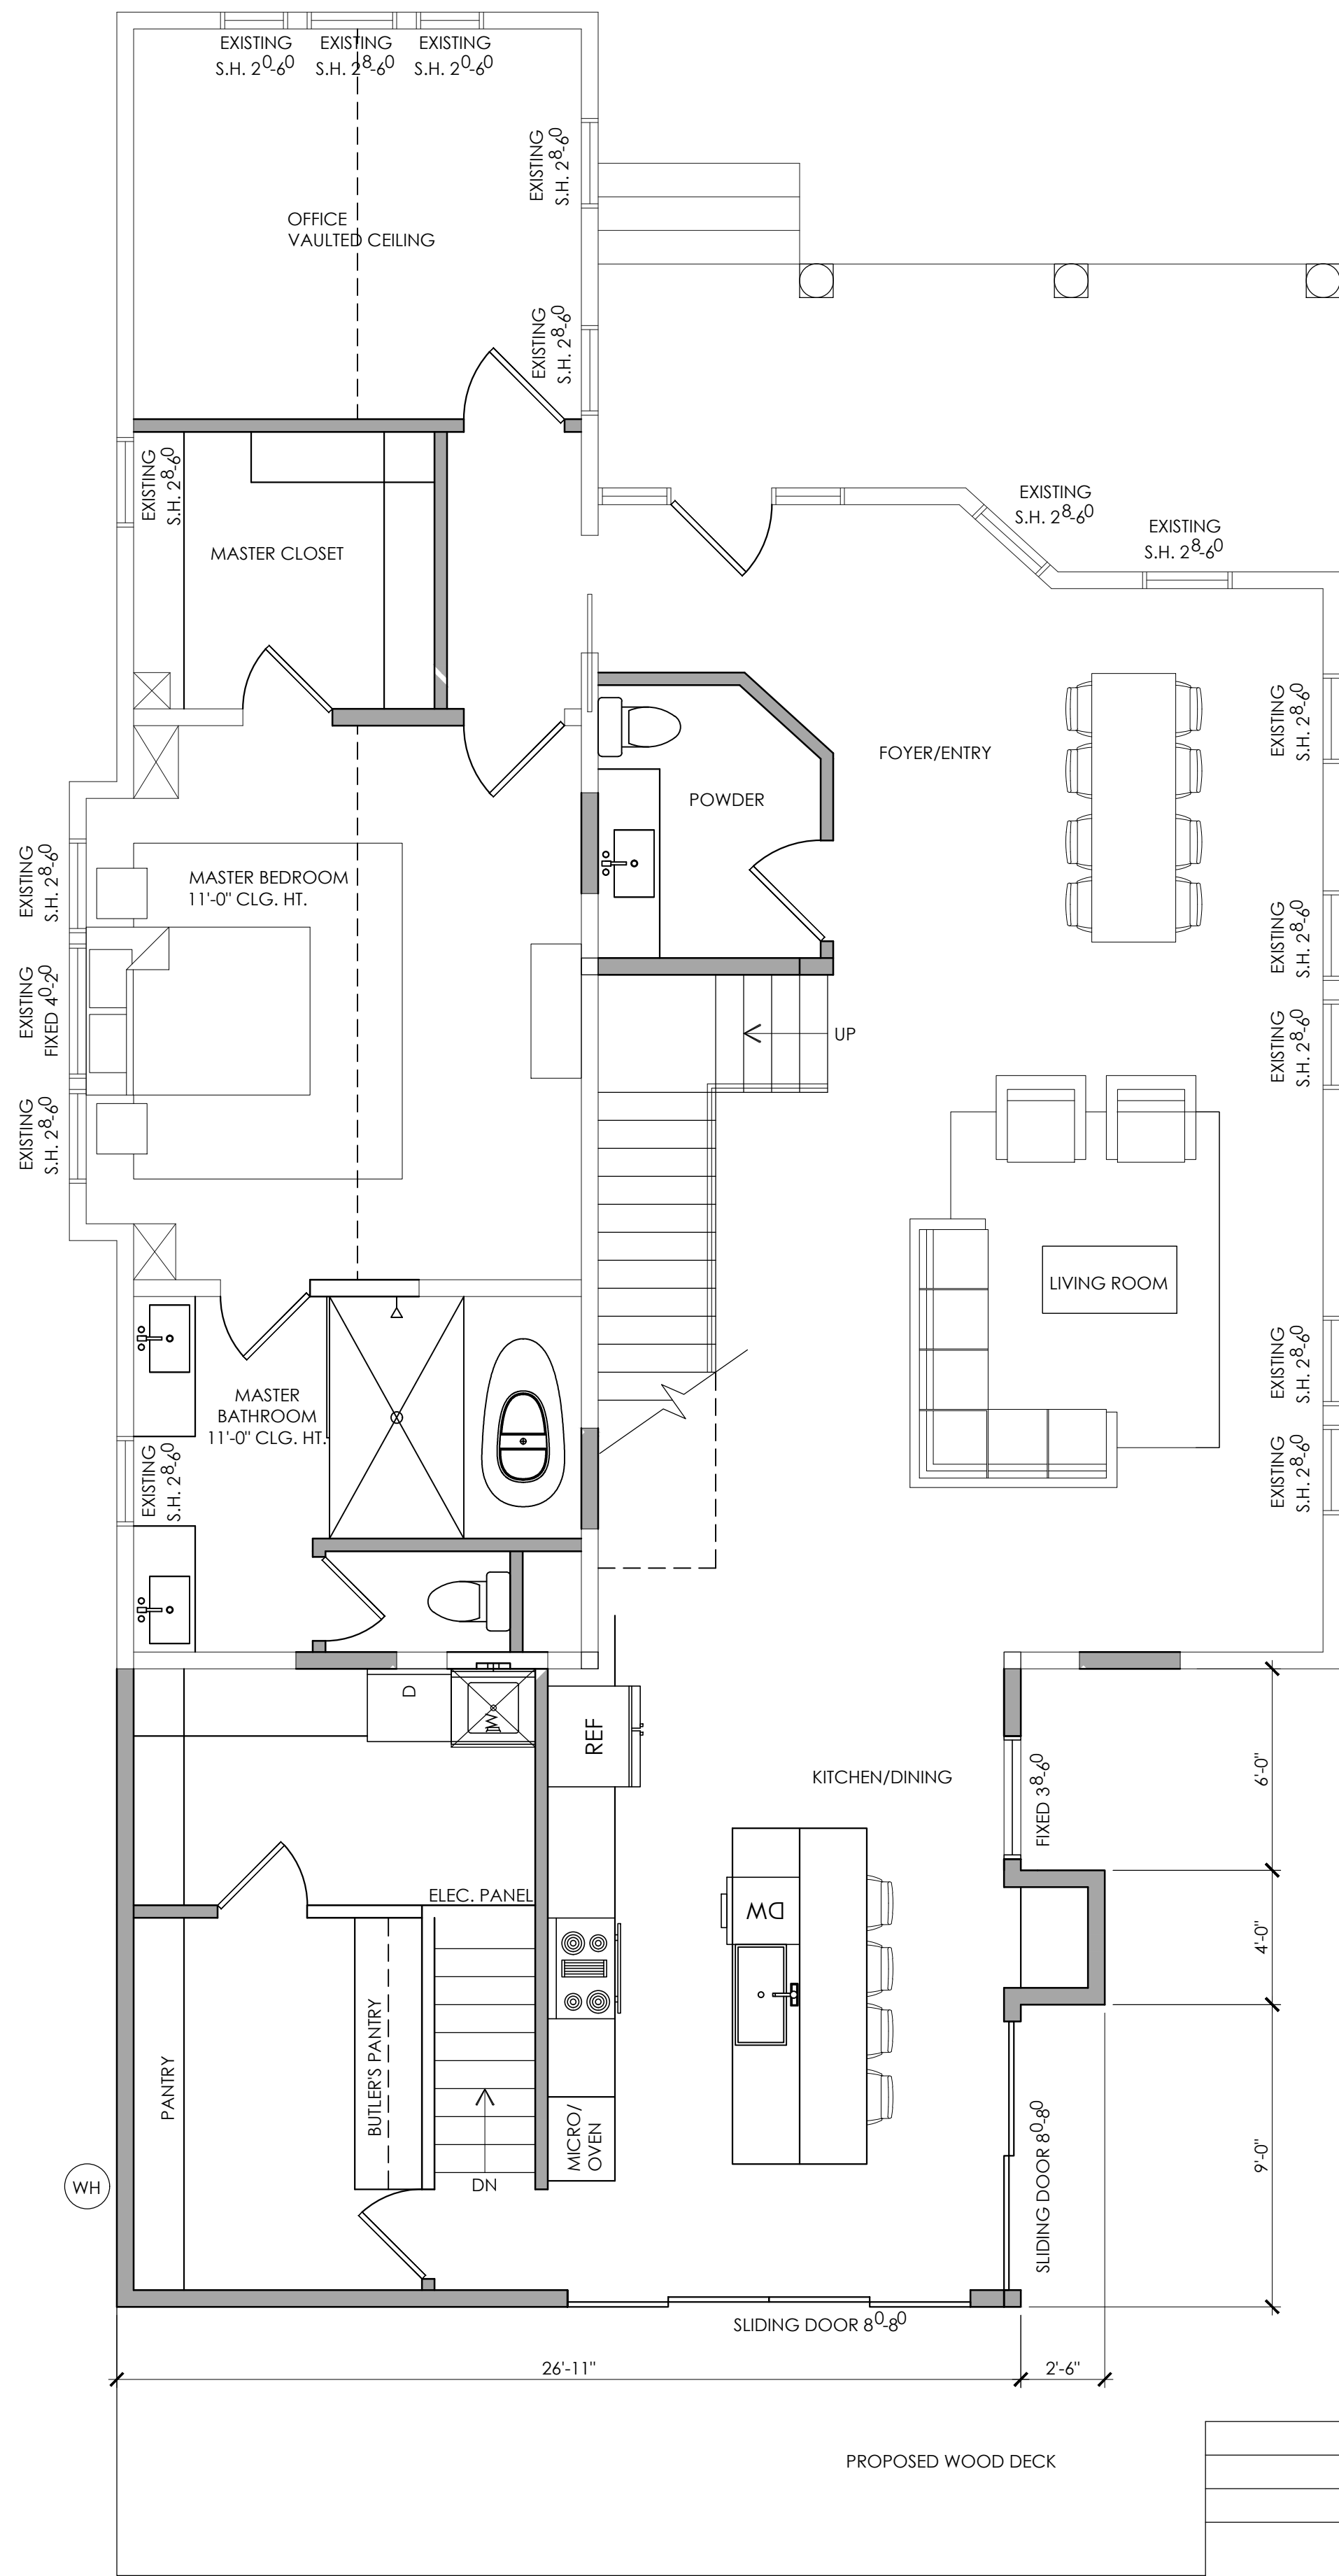 EXISTING
S.H. 2⁸-6⁰
EXISTING
S.H. 2⁰-6⁰
EXISTING
S.H. 2⁰-6⁰
EXISTING
S.H. 2⁸-6⁰
OFFICE
VAULTED CEILING
EXISTING
S.H. 2⁸-6⁰
EXISTING
S.H. 2⁸-6⁰
MASTER CLOSET
EXISTING
S.H. 2⁸-6⁰
EXISTING
S.H. 2⁸-6⁰
FOYER/ENTRY
EXISTING
S.H. 2⁸-6⁰
POWDER
EXISTING
S.H. 2⁸-6⁰
MASTER BEDROOM
11'-0" CLG. HT.
EXISTING
S.H. 2⁸-6⁰
EXISTING
FIXED 4⁰-2⁰
EXISTING
S.H. 2⁸-6⁰
UP
EXISTING
S.H. 2⁸-6⁰
LIVING ROOM
EXISTING
S.H. 2⁸-6⁰
MASTER
BATHROOM
11'-0" CLG. HT.
EXISTING
S.H. 2⁸-6⁰
EXISTING
S.H. 2⁸-6⁰
D
W
REF
KITCHEN/DINING
FIXED 3⁸-6⁰
6'-0"
ELEC. PANEL
DW
4'-0"
PANTRY
BUTLER'S PANTRY
MICRO/
OVEN
SLIDING DOOR 8⁰-8⁰
9'-0"
WH
DN
SLIDING DOOR 8⁰-8⁰
26'-11"
2'-6"
PROPOSED WOOD DECK